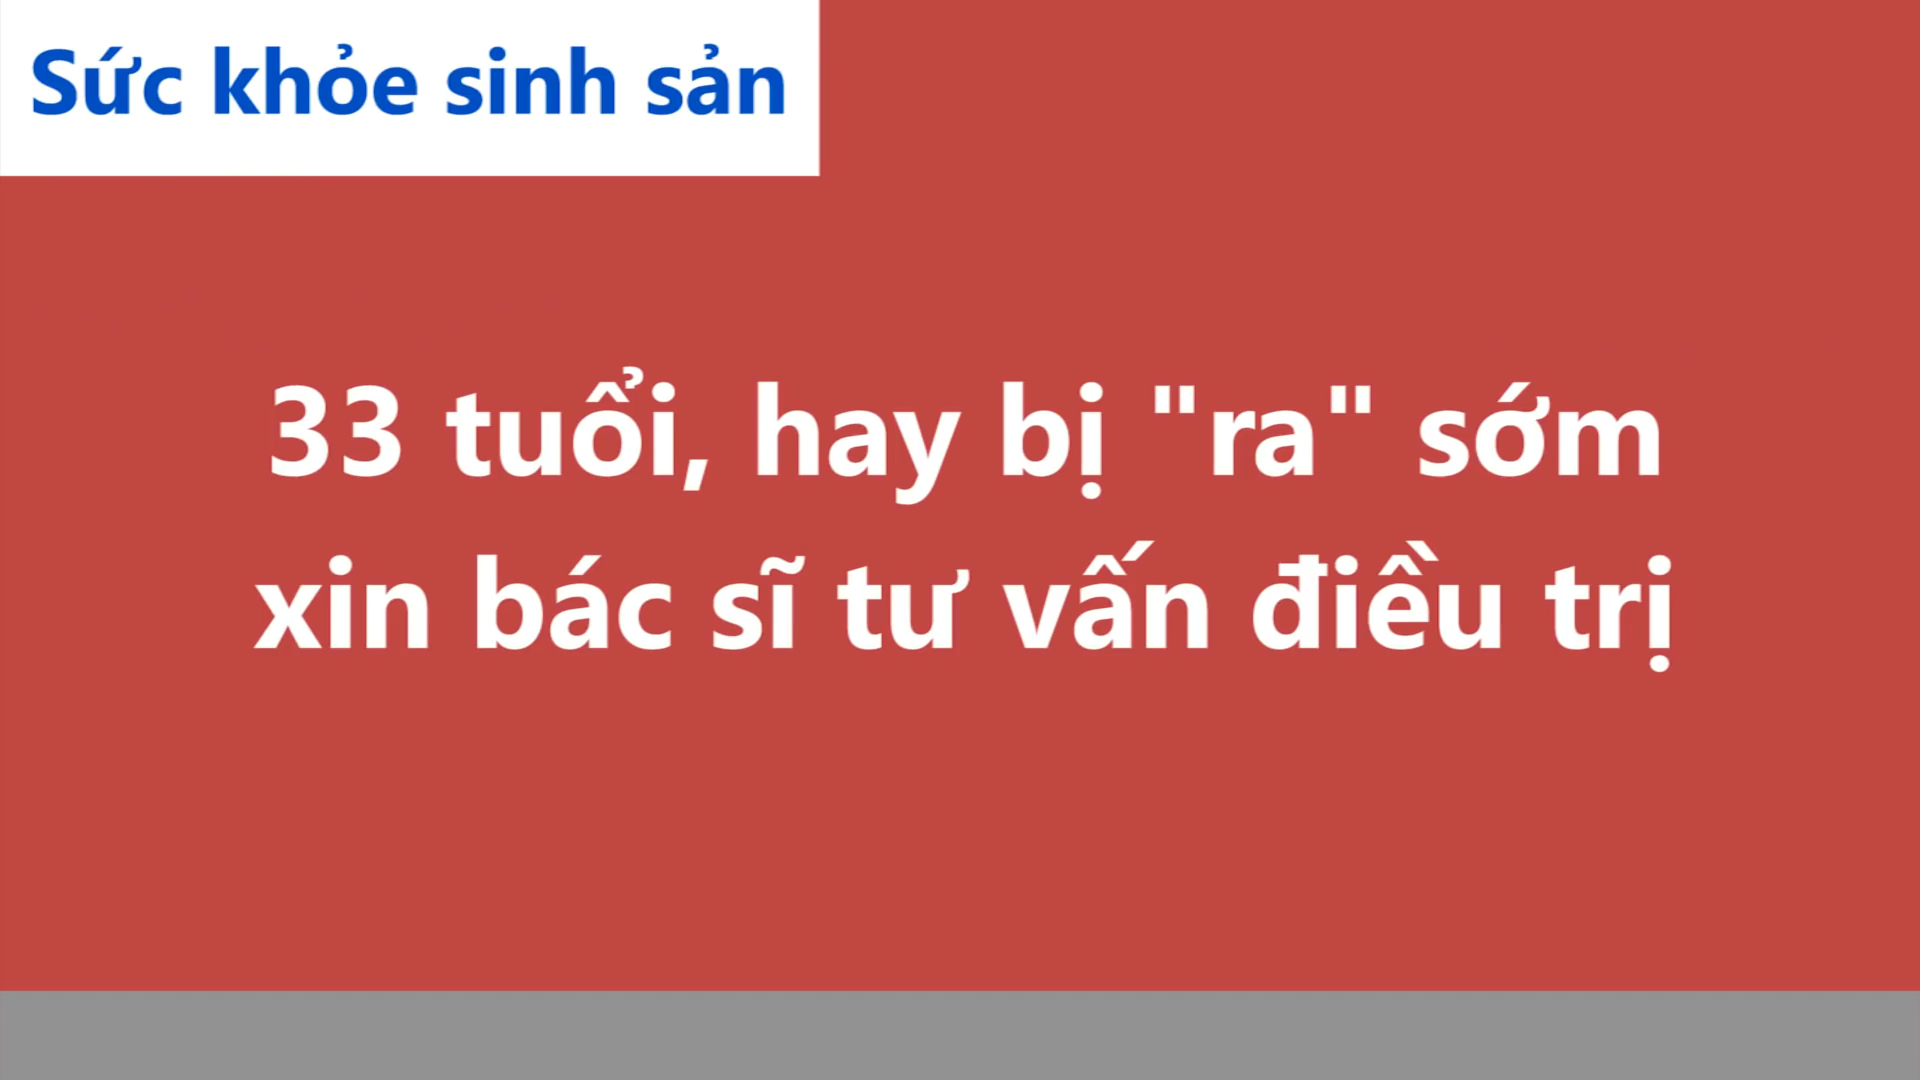 Sức khỏe sinh sản
33 tuổi, hay bị "ra" sớm
xin bác sĩ tư vấn điều trị